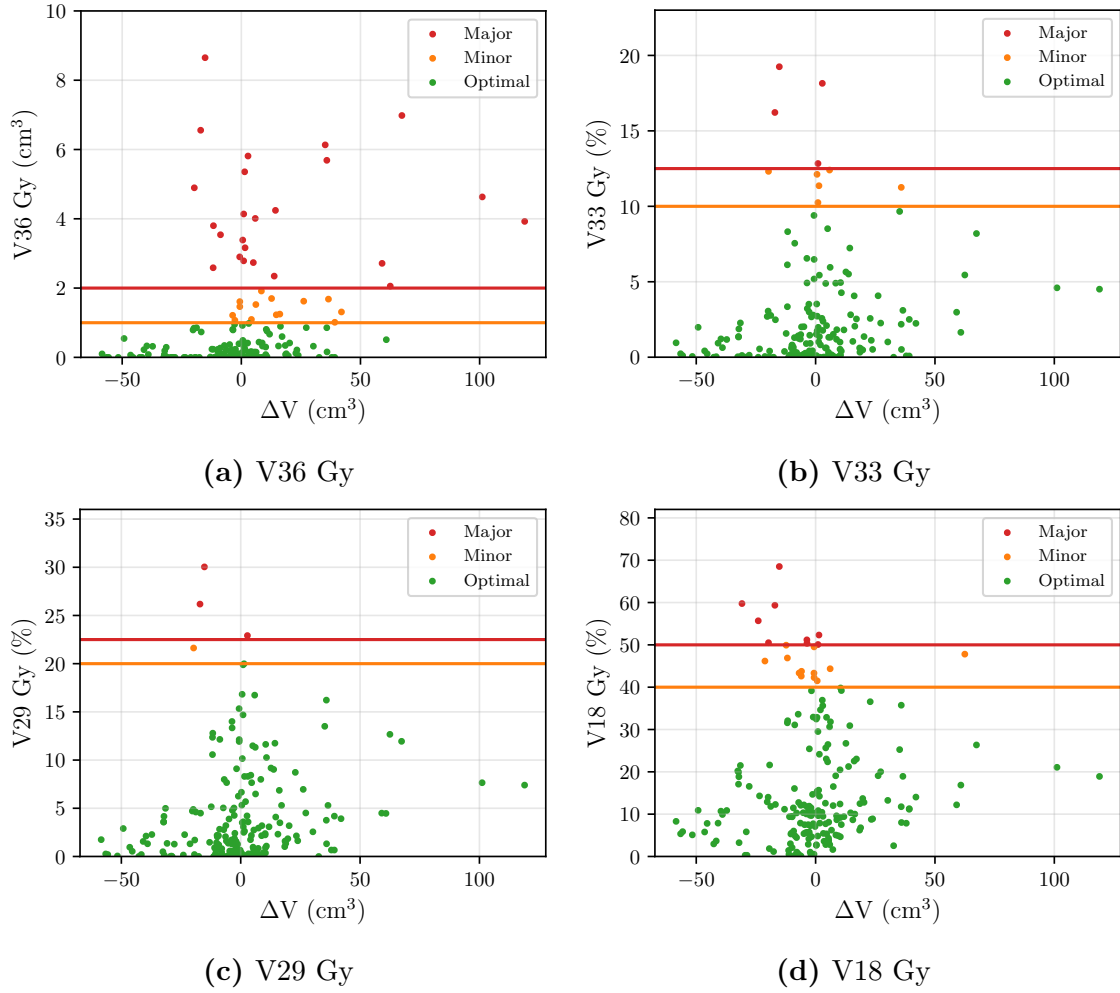 10
8
6
4
2
0
V36 Gy (cm³)
Major
Minor
Optimal
−50
0
50
100
ΔV (cm³)
(a) V36 Gy
20
15
10
5
0
V33 Gy (%)
Major
Minor
Optimal
−50
0
50
100
ΔV (cm³)
(b) V33 Gy
35
30
25
20
15
10
5
0
V29 Gy (%)
Major
Minor
Optimal
−50
0
50
100
ΔV (cm³)
(c) V29 Gy
80
70
60
50
40
30
20
10
0
V18 Gy (%)
Major
Minor
Optimal
−50
0
50
100
ΔV (cm³)
(d) V18 Gy